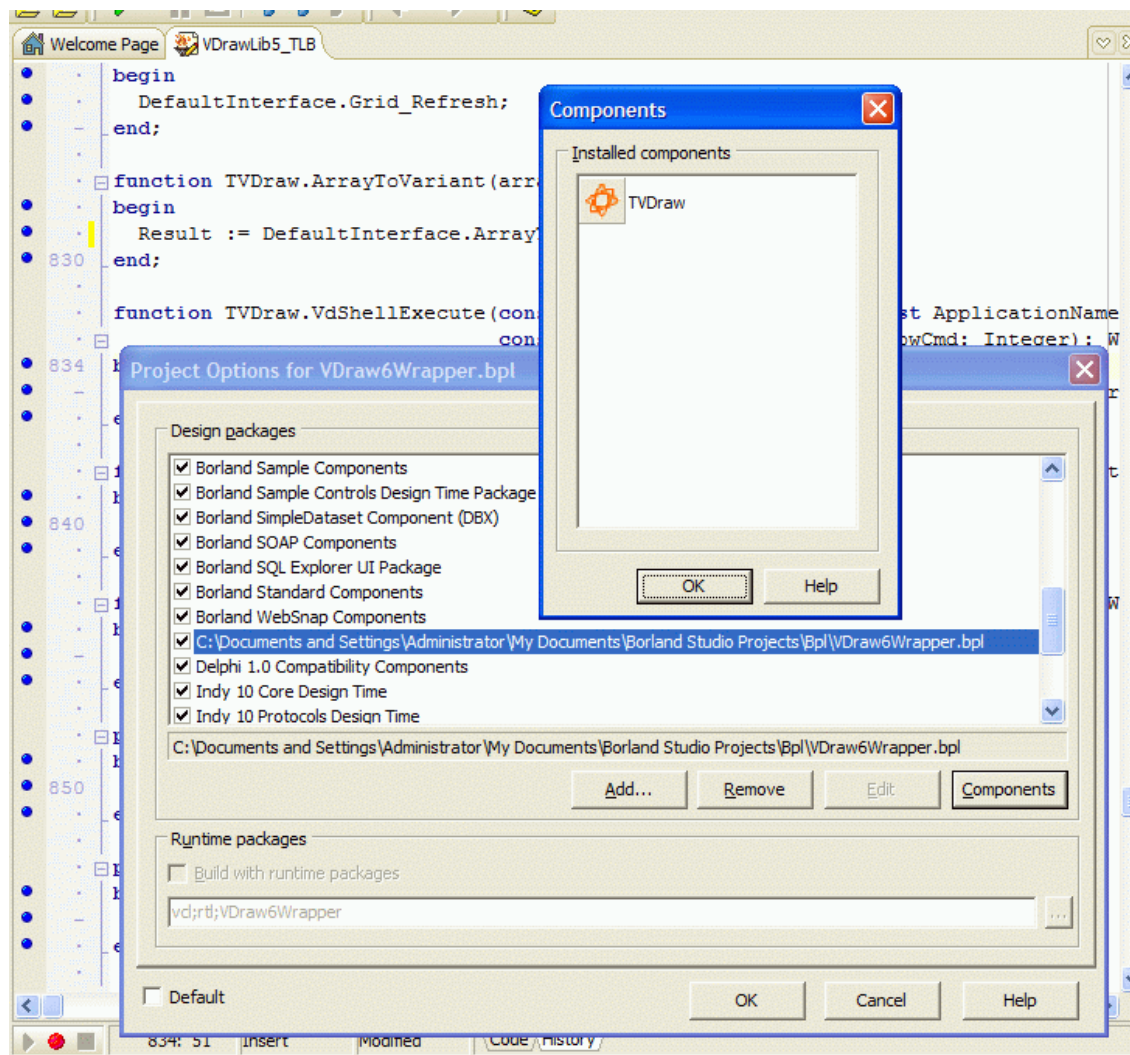 Welcome Page VDrawLib5_TLB
begin
DefaultInterface.Grid_Refresh;
end;
function TVDraw.ArrayToVariant(arr
begin
Result := DefaultInterface.Array
830 end;
function TVDraw.VdShellExecute(con st ApplicationName
con owCmd: Integer): W
834
840
850
Components
Installed components
TVDraw
OK Help
Project Options for VDraw6Wrapper.bpl
Design packages
Borland Sample Components
Borland Sample Controls Design Time Package
Borland SimpleDataset Component (DBX)
Borland SOAP Components
Borland SQL Explorer UI Package
Borland Standard Components
Borland WebSnap Components
C:\Documents and Settings\Administrator\My Documents\Borland Studio Projects\Bpl\VDraw6Wrapper.bpl
Delphi 1.0 Compatibility Components
Indy 10 Core Design Time
Indy 10 Protocols Design Time
C:\Documents and Settings\Administrator\My Documents\Borland Studio Projects\Bpl\VDraw6Wrapper.bpl
Add... Remove Edit Components
Runtime packages
Build with runtime packages
vcl;rtl;VDraw6Wrapper
...
Default
OK Cancel Help
834: 51 Insert Modified Code History